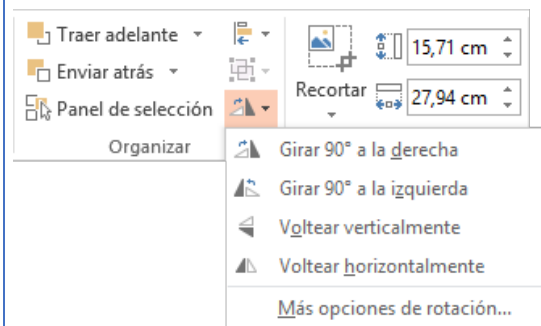 Traer adelante
Enviar atrás
Panel de selección
Organizar
Recortar
15,71 cm
27,94 cm
Girar 90° a la derecha
Girar 90° a la izquierda
Voltear verticalmente
Voltear horizontalmente
Más opciones de rotación...